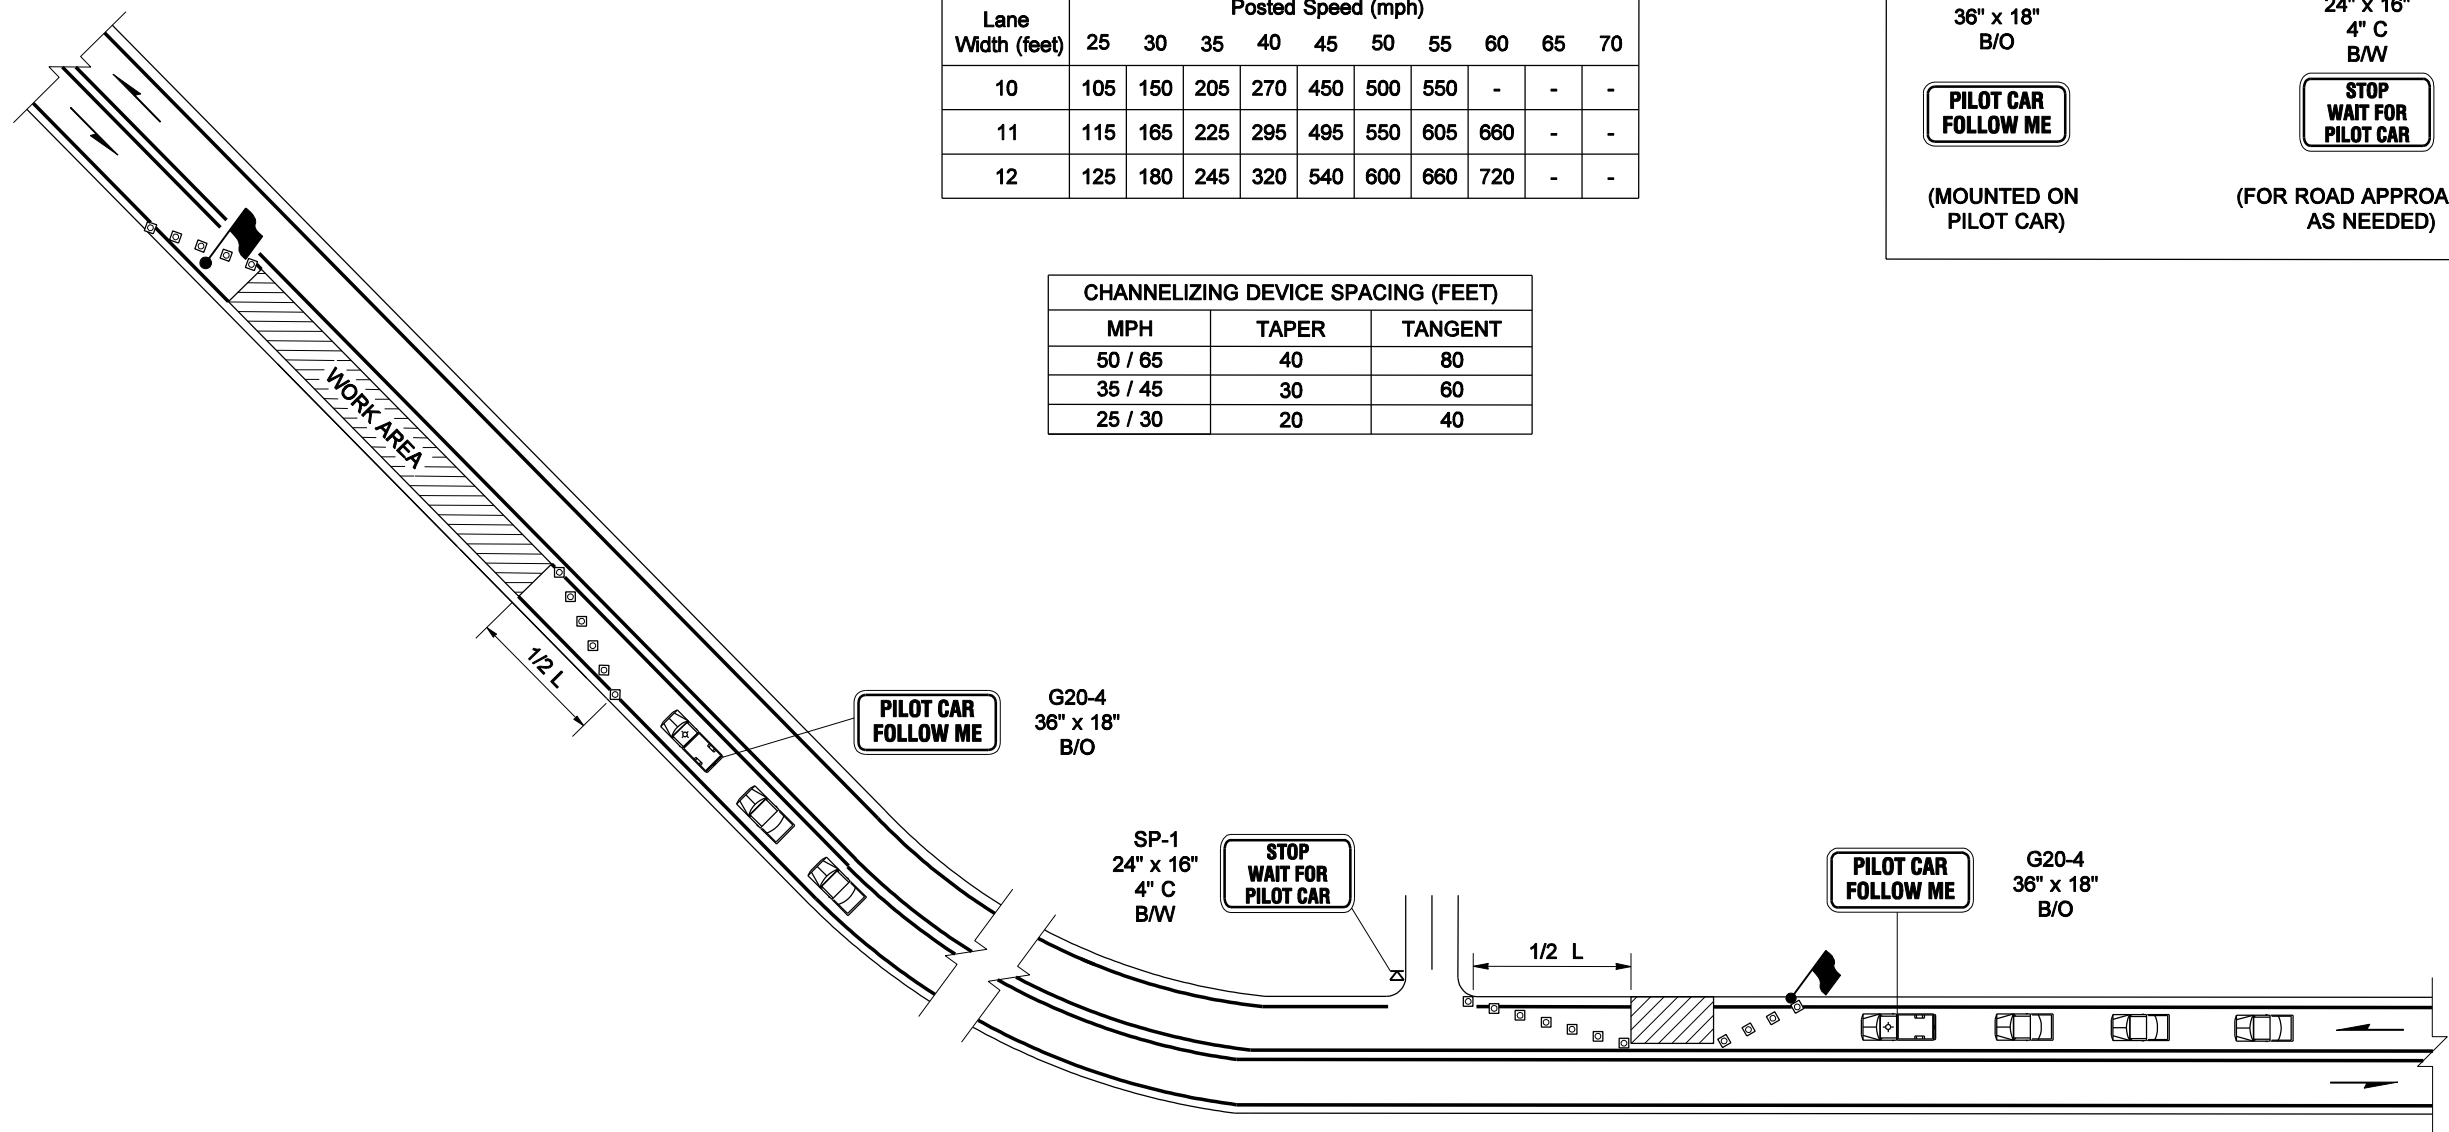 Posted Speed (mph)
Lane
Width (feet) 25 30 35 40 45 50 55 60 65 70
10 105 150 205 270 450 500 550 - - -
11 115 165 225 295 495 550 605 660 - -
12 125 180 245 320 540 600 660 720 - -
36" x 18"
B/O
PILOT CAR
FOLLOW ME
(MOUNTED ON
PILOT CAR)
24" x 16"
4" C
B/W
STOP
WAIT FOR
PILOT CAR
(FOR ROAD APPROA
AS NEEDED)
CHANNELIZING DEVICE SPACING (FEET)
MPH TAPER TANGENT
50 / 65 40 80
35 / 45 30 60
25 / 30 20 40
WORK AREA
1/2 L
PILOT CAR
FOLLOW ME
G20-4
36" x 18"
B/O
SP-1
24" x 16"
4" C
B/W
STOP
WAIT FOR
PILOT CAR
1/2 L
PILOT CAR
FOLLOW ME
G20-4
36" x 18"
B/O